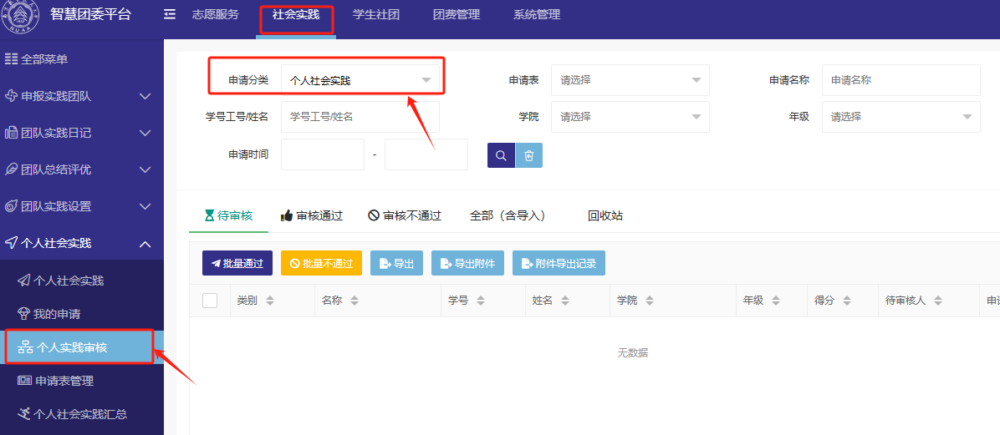 智慧团委平台
志愿服务 社会实践 学生社团 团费管理 系统管理
全部菜单
申报实践团队
团队实践日记
团队总结评优
团队实践设置
个人社会实践
个人社会实践
我的申请
个人实践审核
申请表管理
个人社会实践汇总
申请分类 个人社会实践 申请表 请选择 申请名称 申请名称
学号工号/姓名 学号工号/姓名 学院 请选择 年级 请选择
申请时间 -
待审核 审核通过 审核不通过 全部（含导入） 回收站
批量通过 批量不通过 导出 导出附件 附件导出记录
类别 名称 学号 姓名 学院 年级 得分 待审核人
无数据